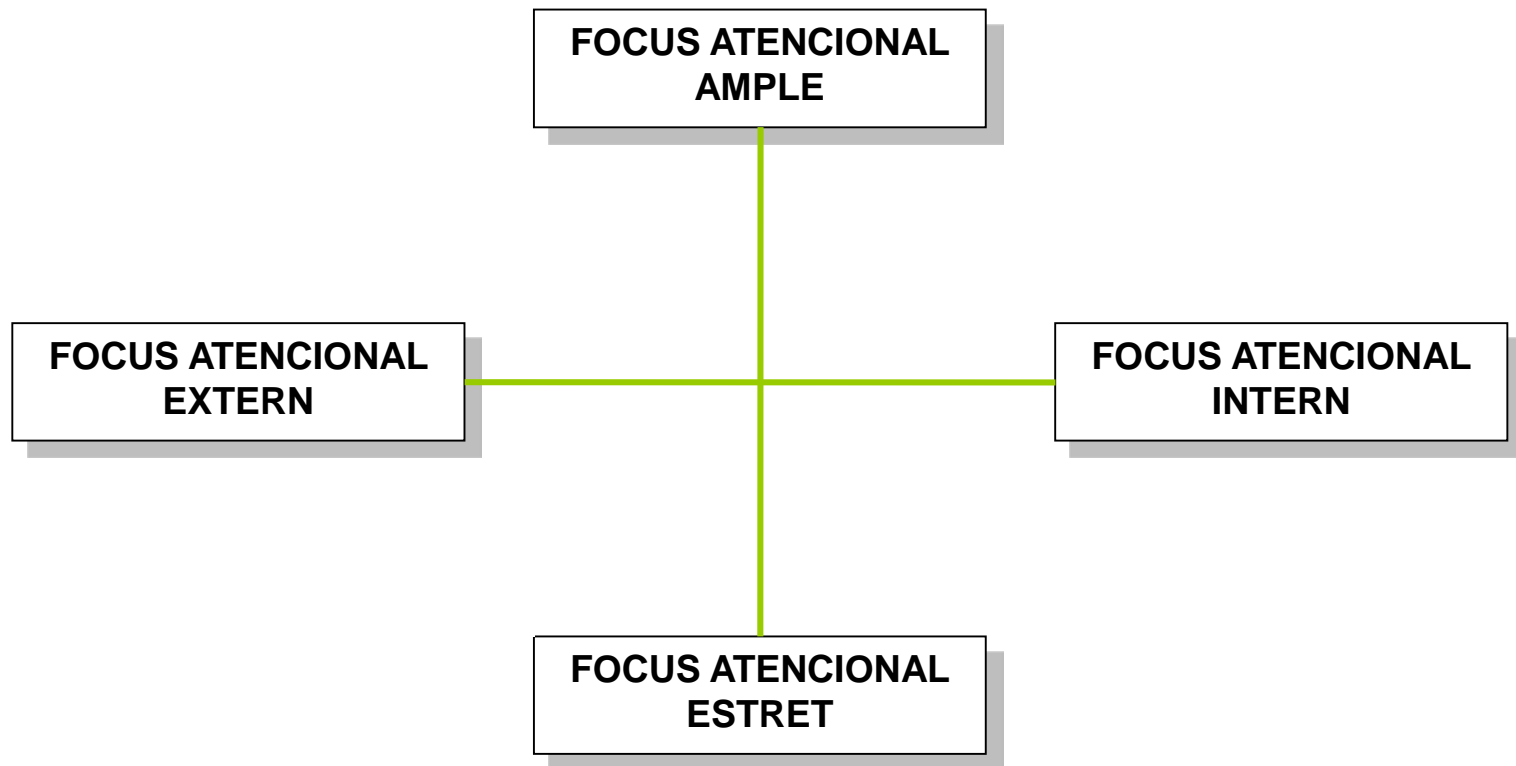 FOCUS ATENCIONAL
AMPLE
FOCUS ATENCIONAL
EXTERN
FOCUS ATENCIONAL
INTERN
FOCUS ATENCIONAL
ESTRET